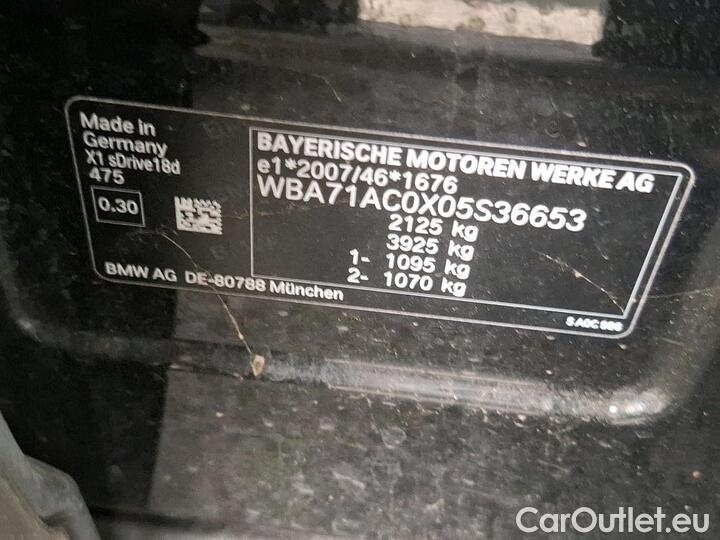 Made in
Germany
X1 sDrive18d
475
0.30
BMW AG DE-80788 München
BAYERISCHE MOTOREN WERKE AG
e1*2007/46*1676
WBA71AC0X05S36653
2125 kg
3925 kg
1- 1095 kg
2- 1070 kg
CarOutlet.eu